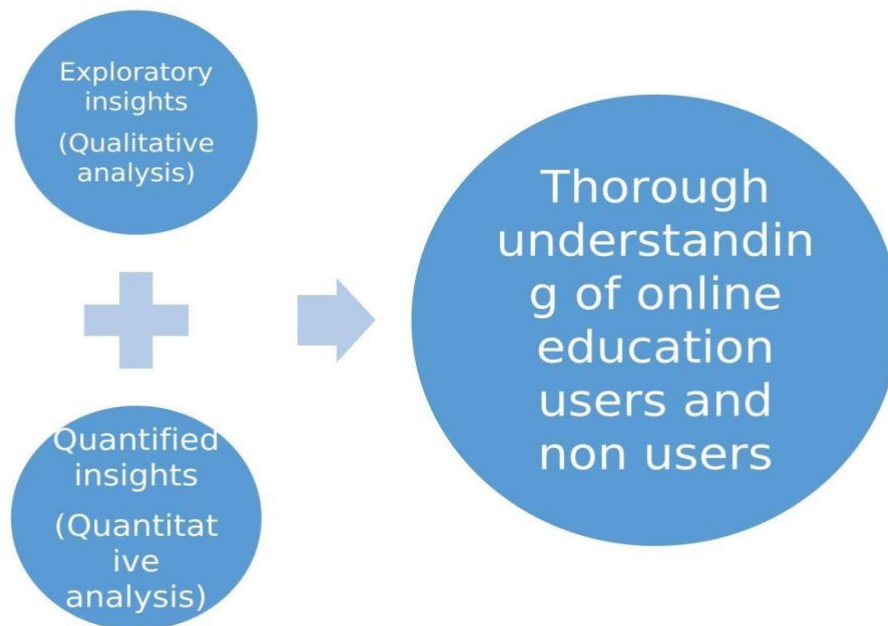 Exploratory
insights
(Qualitative
analysis)
Quantified
insights
(Quantitat
ive
analysis)
Thorough
understandin
g of online
education
users and
non users